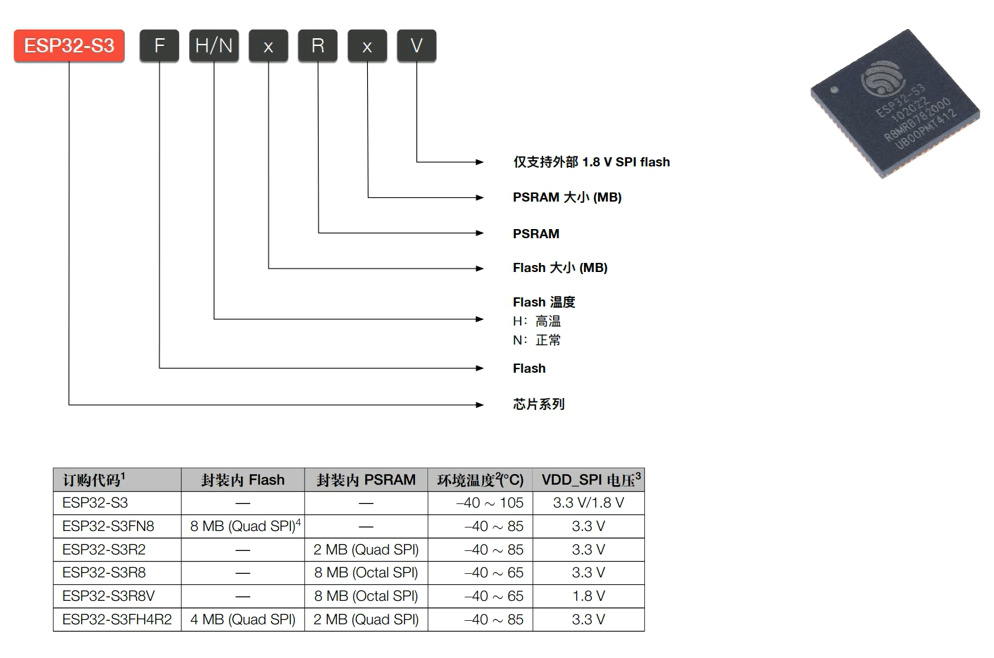 ESP32-S3 F H/N x R x V
ESP32-S3
102022
R8MRB782000
UB00PMT412
仅支持外部 1.8 V SPI flash
PSRAM 大小 (MB)
PSRAM
Flash 大小 (MB)
Flash 温度
H：高温
N：正常
Flash
芯片系列
订购代码1 封装内 Flash 封装内 PSRAM 环境温度2(°C) VDD_SPI 电压3
ESP32-S3 — — –40 ∼ 105 3.3 V/1.8 V
ESP32-S3FN8 8 MB (Quad SPI)4 — –40 ∼ 85 3.3 V
ESP32-S3R2 — 2 MB (Quad SPI) –40 ∼ 85 3.3 V
ESP32-S3R8 — 8 MB (Octal SPI) –40 ∼ 65 3.3 V
ESP32-S3R8V — 8 MB (Octal SPI) –40 ∼ 65 1.8 V
ESP32-S3FH4R2 4 MB (Quad SPI) 2 MB (Quad SPI) –40 ∼ 85 3.3 V